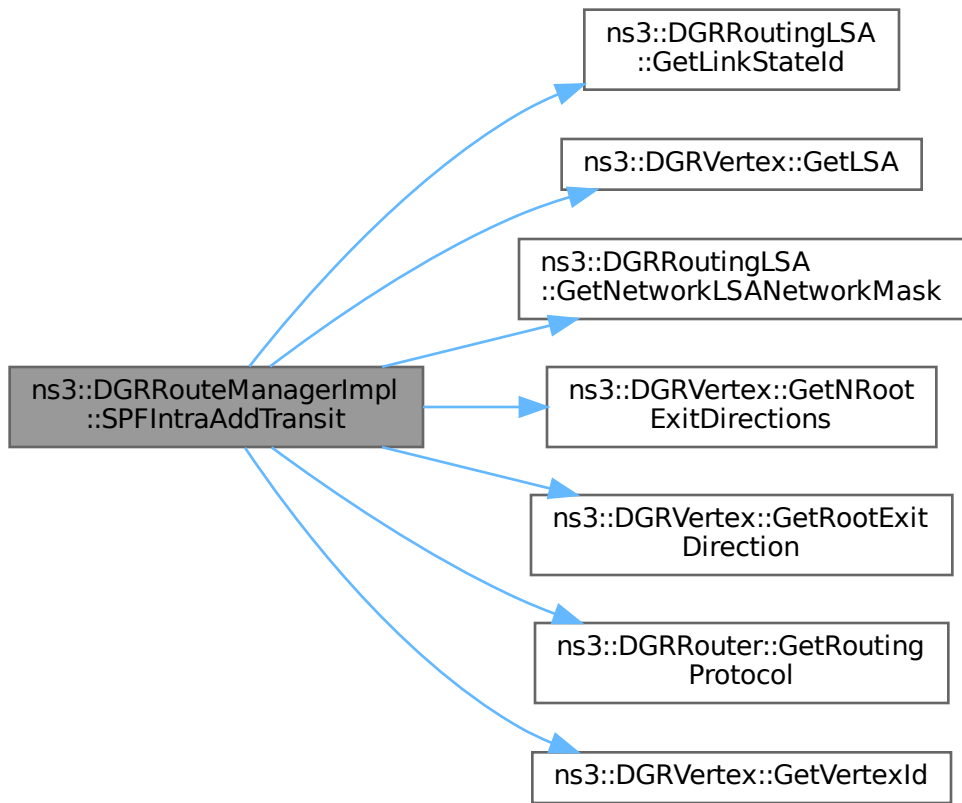 ns3::DGRRouteManagerImpl
::SPFIntraAddTransit
ns3::DGRRoutingLSA
::GetLinkStateId
ns3::DGRVertex::GetLSA
ns3::DGRRoutingLSA
::GetNetworkLSANetworkMask
ns3::DGRVertex::GetNRoot
ExitDirections
ns3::DGRVertex::GetRootExit
Direction
ns3::DGRRouter::GetRouting
Protocol
ns3::DGRVertex::GetVertexId